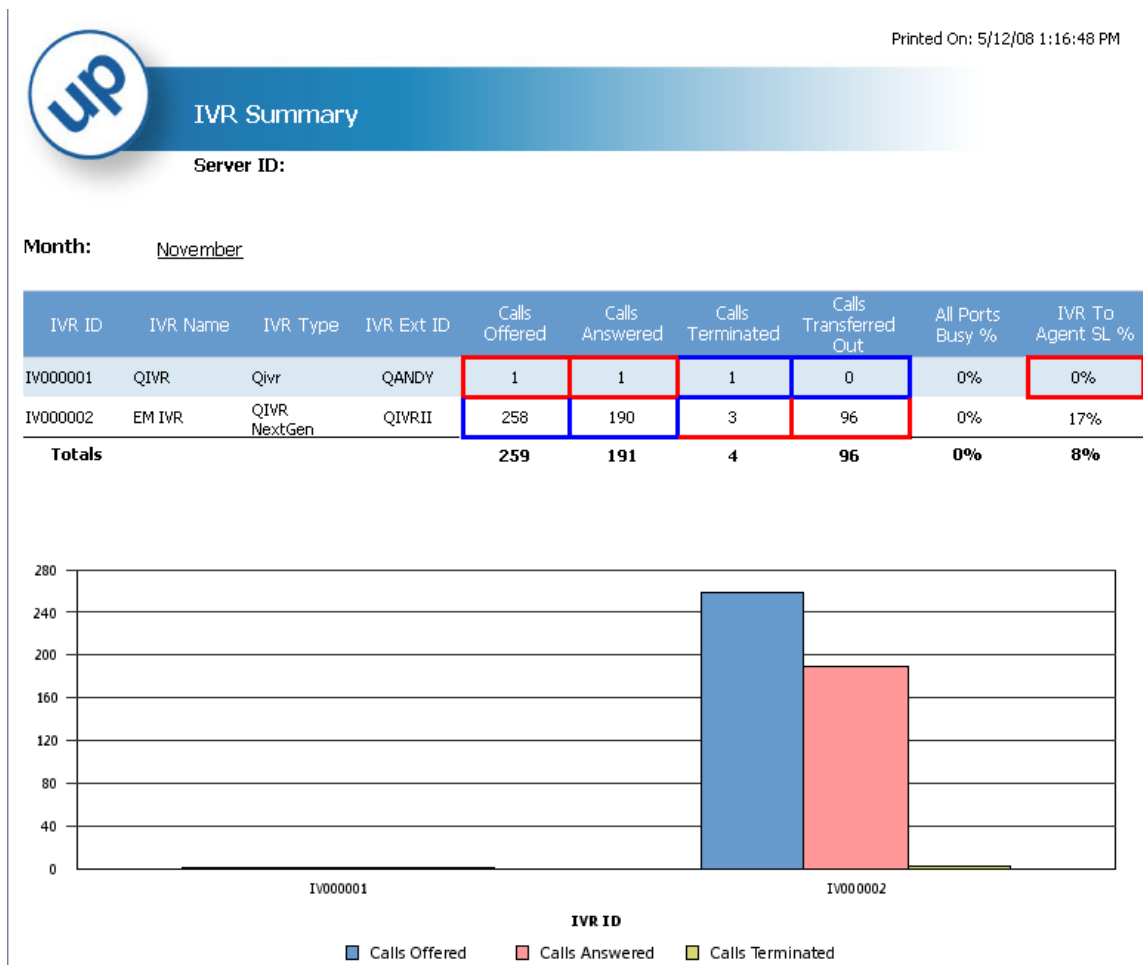 Printed On: 5/12/08 1:16:48 PM
up
IVR Summary
Server ID:
Month: November
IVR ID IVR Name IVR Type IVR Ext ID Calls Offered Calls Answered Calls Terminated Calls Transferred Out All Ports Busy % IVR To Agent SL %
IV000001 QIVR Qivr QANDY 1 1 1 0 0% 0%
IV000002 EM IVR QIVR NextGen QIVRII 258 190 3 96 0% 17%
Totals 259 191 4 96 0% 8%
280
240
200
160
120
80
40
0
IV000001 IV000002
IVR ID
Calls Offered Calls Answered Calls Terminated